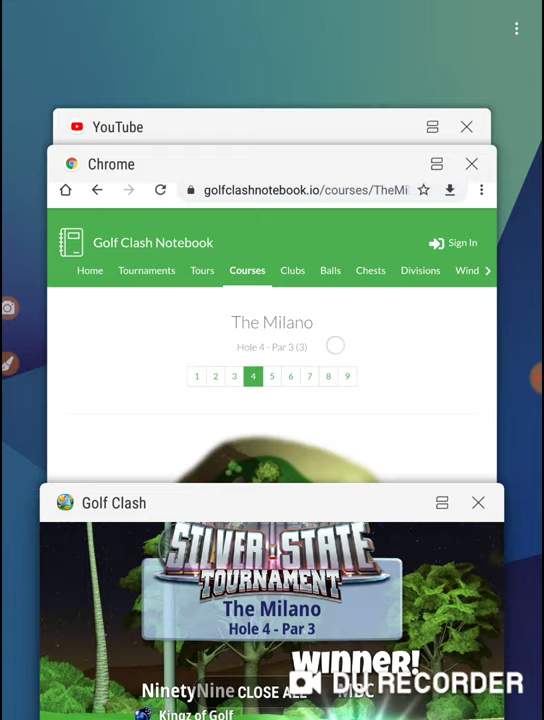 YouTube
Chrome
golfclashnotebook.io/courses/TheMi
Golf Clash Notebook
Sign In
Home Tournaments Tours Courses Clubs Balls Chests Divisions Wind
The Milano
Hole 4 - Par 3 (3)
1 2 3 4 5 6 7 8 9
Golf Clash
SILVER STATE
TOURNAMENT
The Milano
Hole 4 - Par 3
WINNER!
DU RECORDER
NinetyNine CLOSE ALL
Kingz of Golf